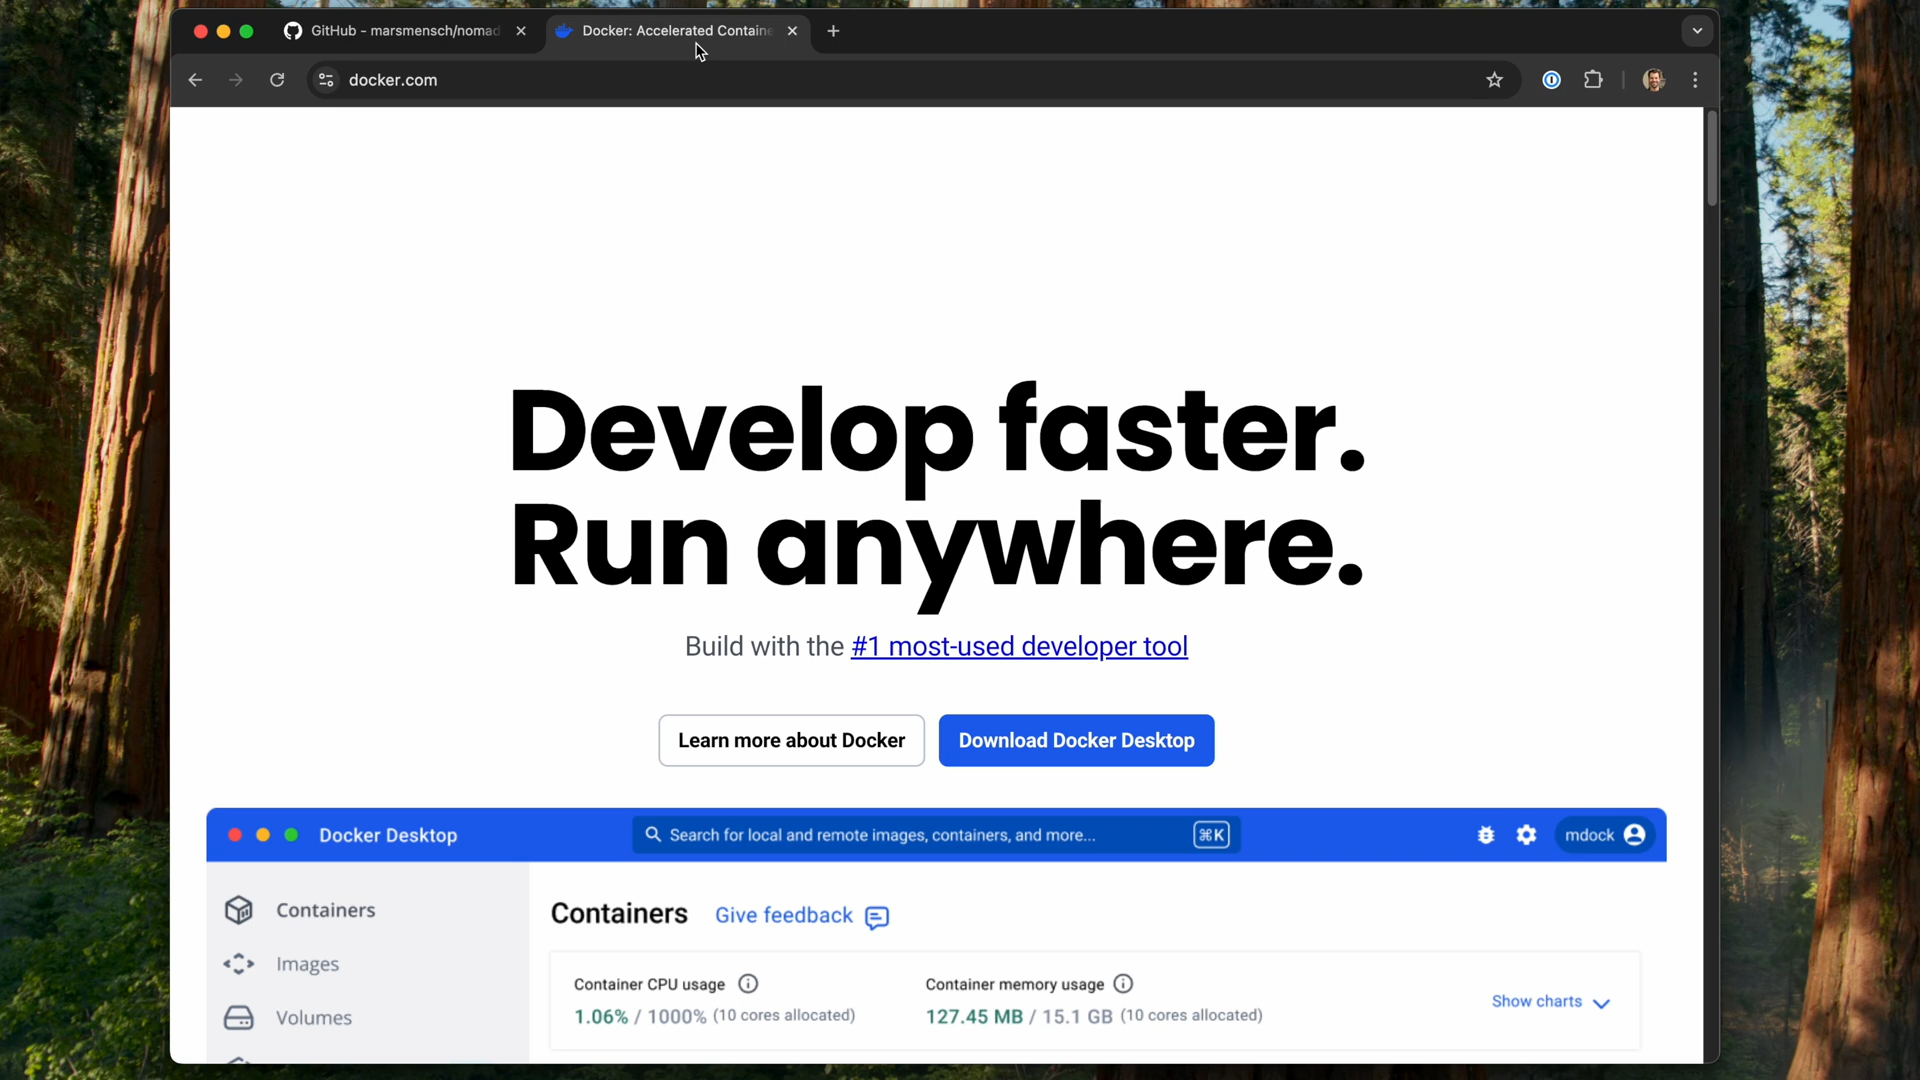 GitHub - marsmensch/nomad
Docker: Accelerated Containe
docker.com
Develop faster.
Run anywhere.
Build with the #1 most-used developer tool
Learn more about Docker
Download Docker Desktop
Docker Desktop
Search for local and remote images, containers, and more...
⌘K
mdock
Containers
Images
Volumes
Containers
Give feedback
Container CPU usage
1.06% / 1000% (10 cores allocated)
Container memory usage
127.45 MB / 15.1 GB (10 cores allocated)
Show charts